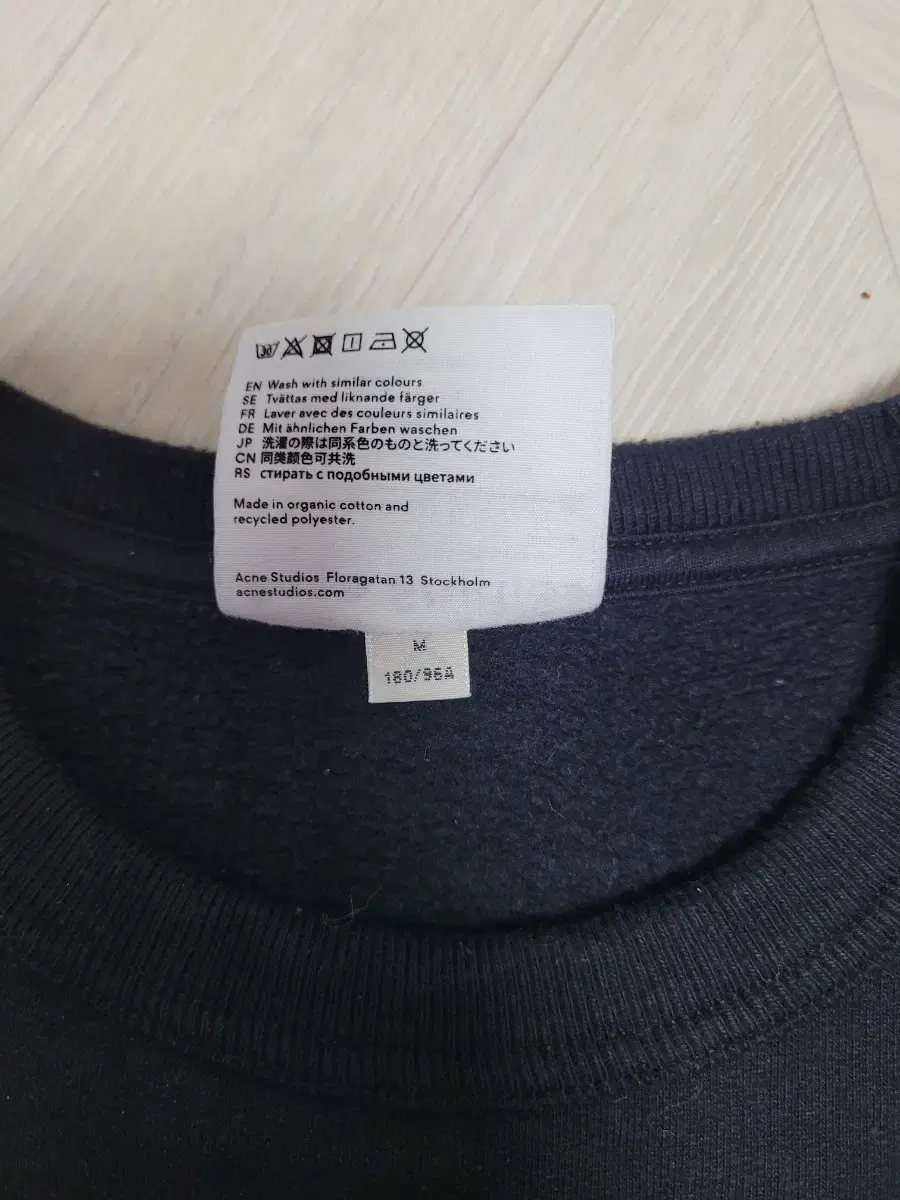 30
EN Wash with similar colours
SE Tvättas med liknande färger
FR Laver avec des couleurs similaires
DE Mit ähnlichen Farben waschen
JP 洗濯の際は同系色のものと洗ってください
CN 同类颜色可共洗
RS стирать с подобными цветами
Made in organic cotton and
recycled polyester.
Acne Studios Floragatan 13 Stockholm
acnestudios.com
M
180/96A